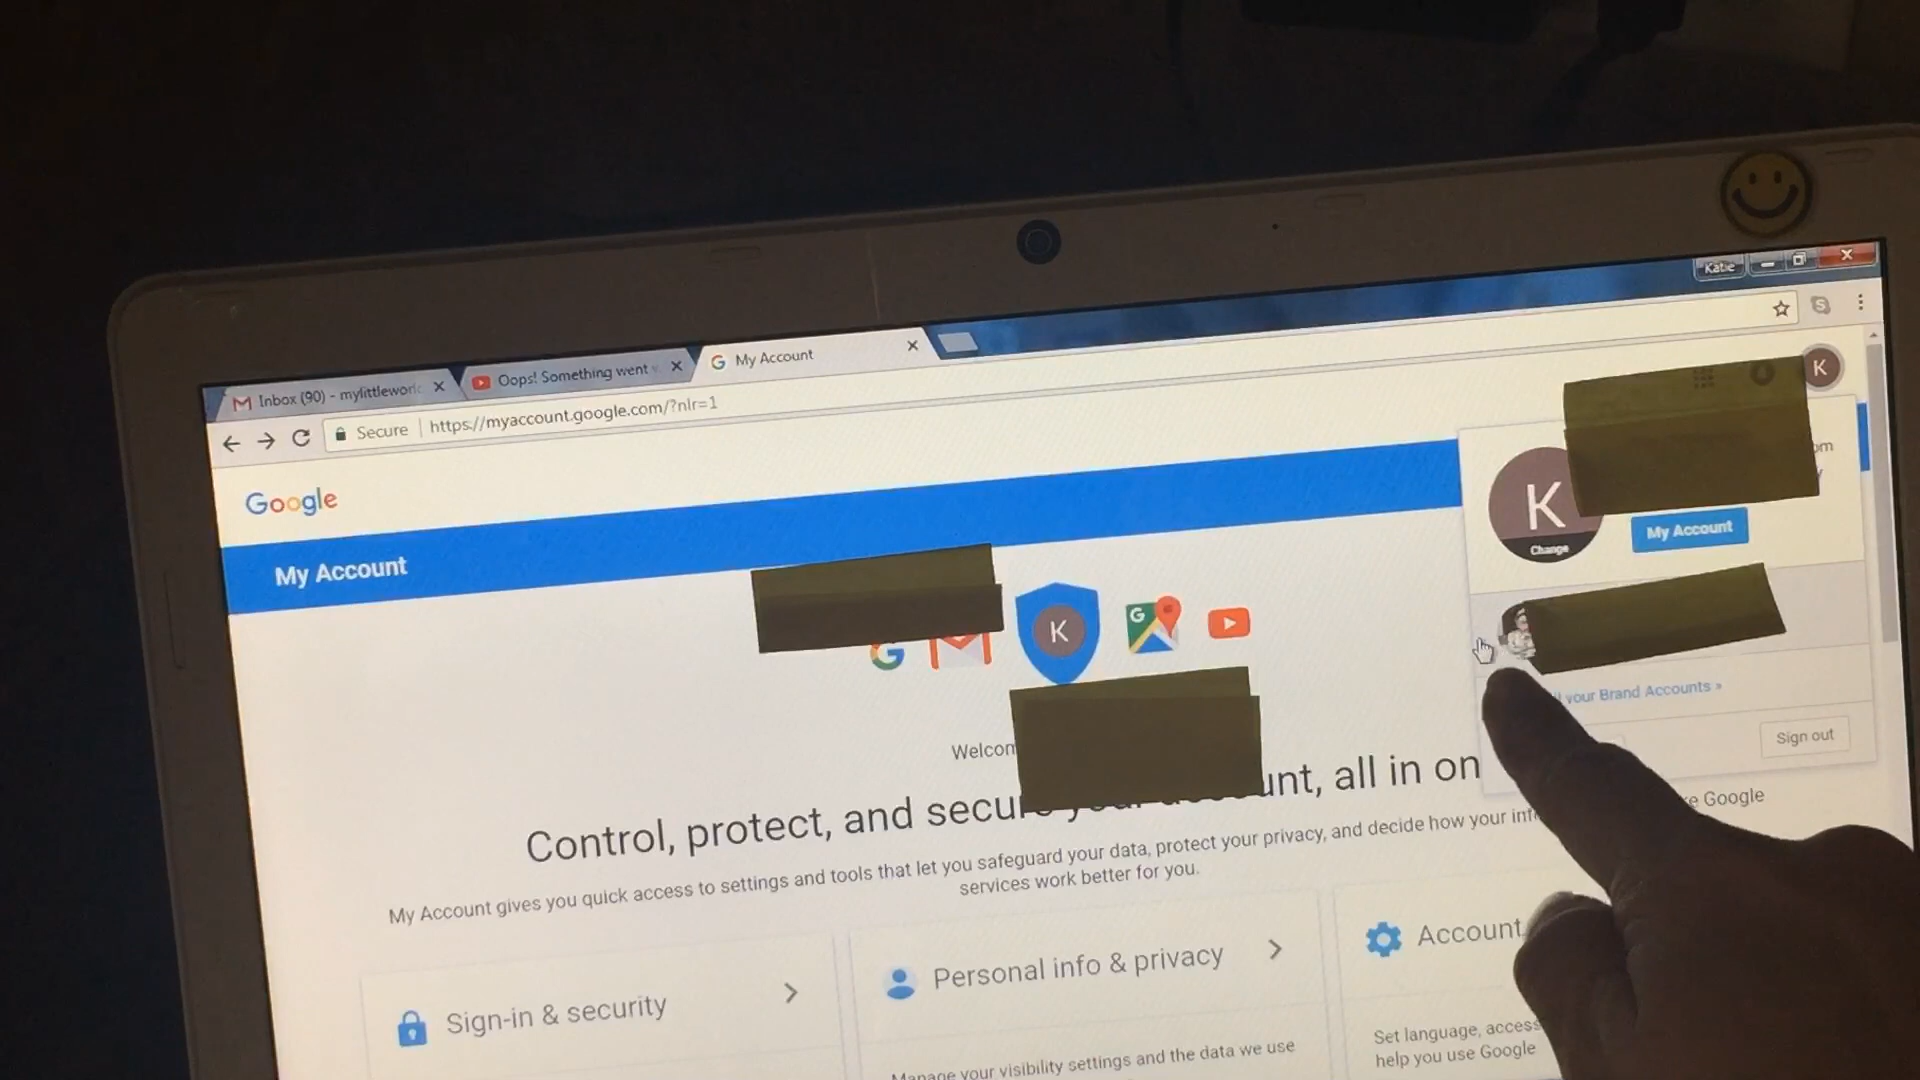 Katie
Inbox (90) - mylittleworl
Oops! Something went
My Account
Secure
https://myaccount.google.com/?nlr=1
K
Google
om
K
Change
My Account
My Account
G
K
your Brand Accounts »
Sign out
Welcom
Control, protect, and secure your account, all in on
Google
My Account gives you quick access to settings and tools that let you safeguard your data, protect your privacy, and decide how your
services work better for you.
Sign-in & security
Personal info & privacy
Account
Manage your visibility settings and the data we use
Set language, access
help you use Google